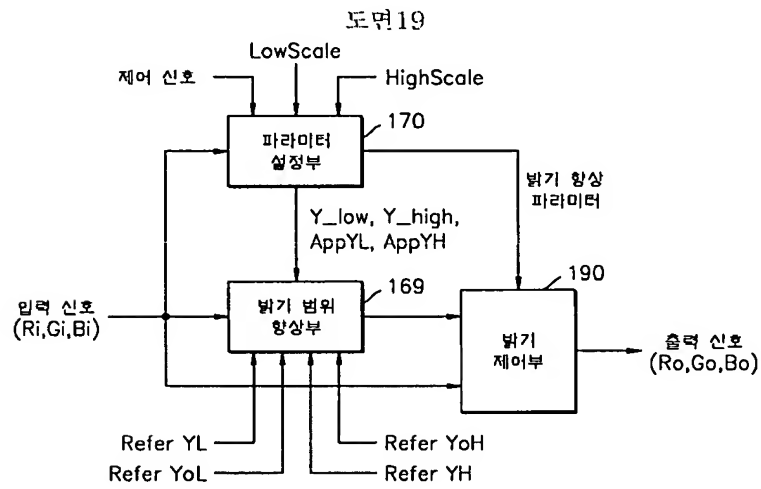 도면19
LowScale
제어 신호
HighScale
170
파라미터
설정부
밝기 향상
파라미터
Y_low, Y_high,
AppYL, AppYH
169
190
입력 신호
(Ri,Gi,Bi)
밝기 범위
향상부
밝기
제어부
출력 신호
(Ro,Go,Bo)
Refer YL
Refer YoH
Refer YoL
Refer YH